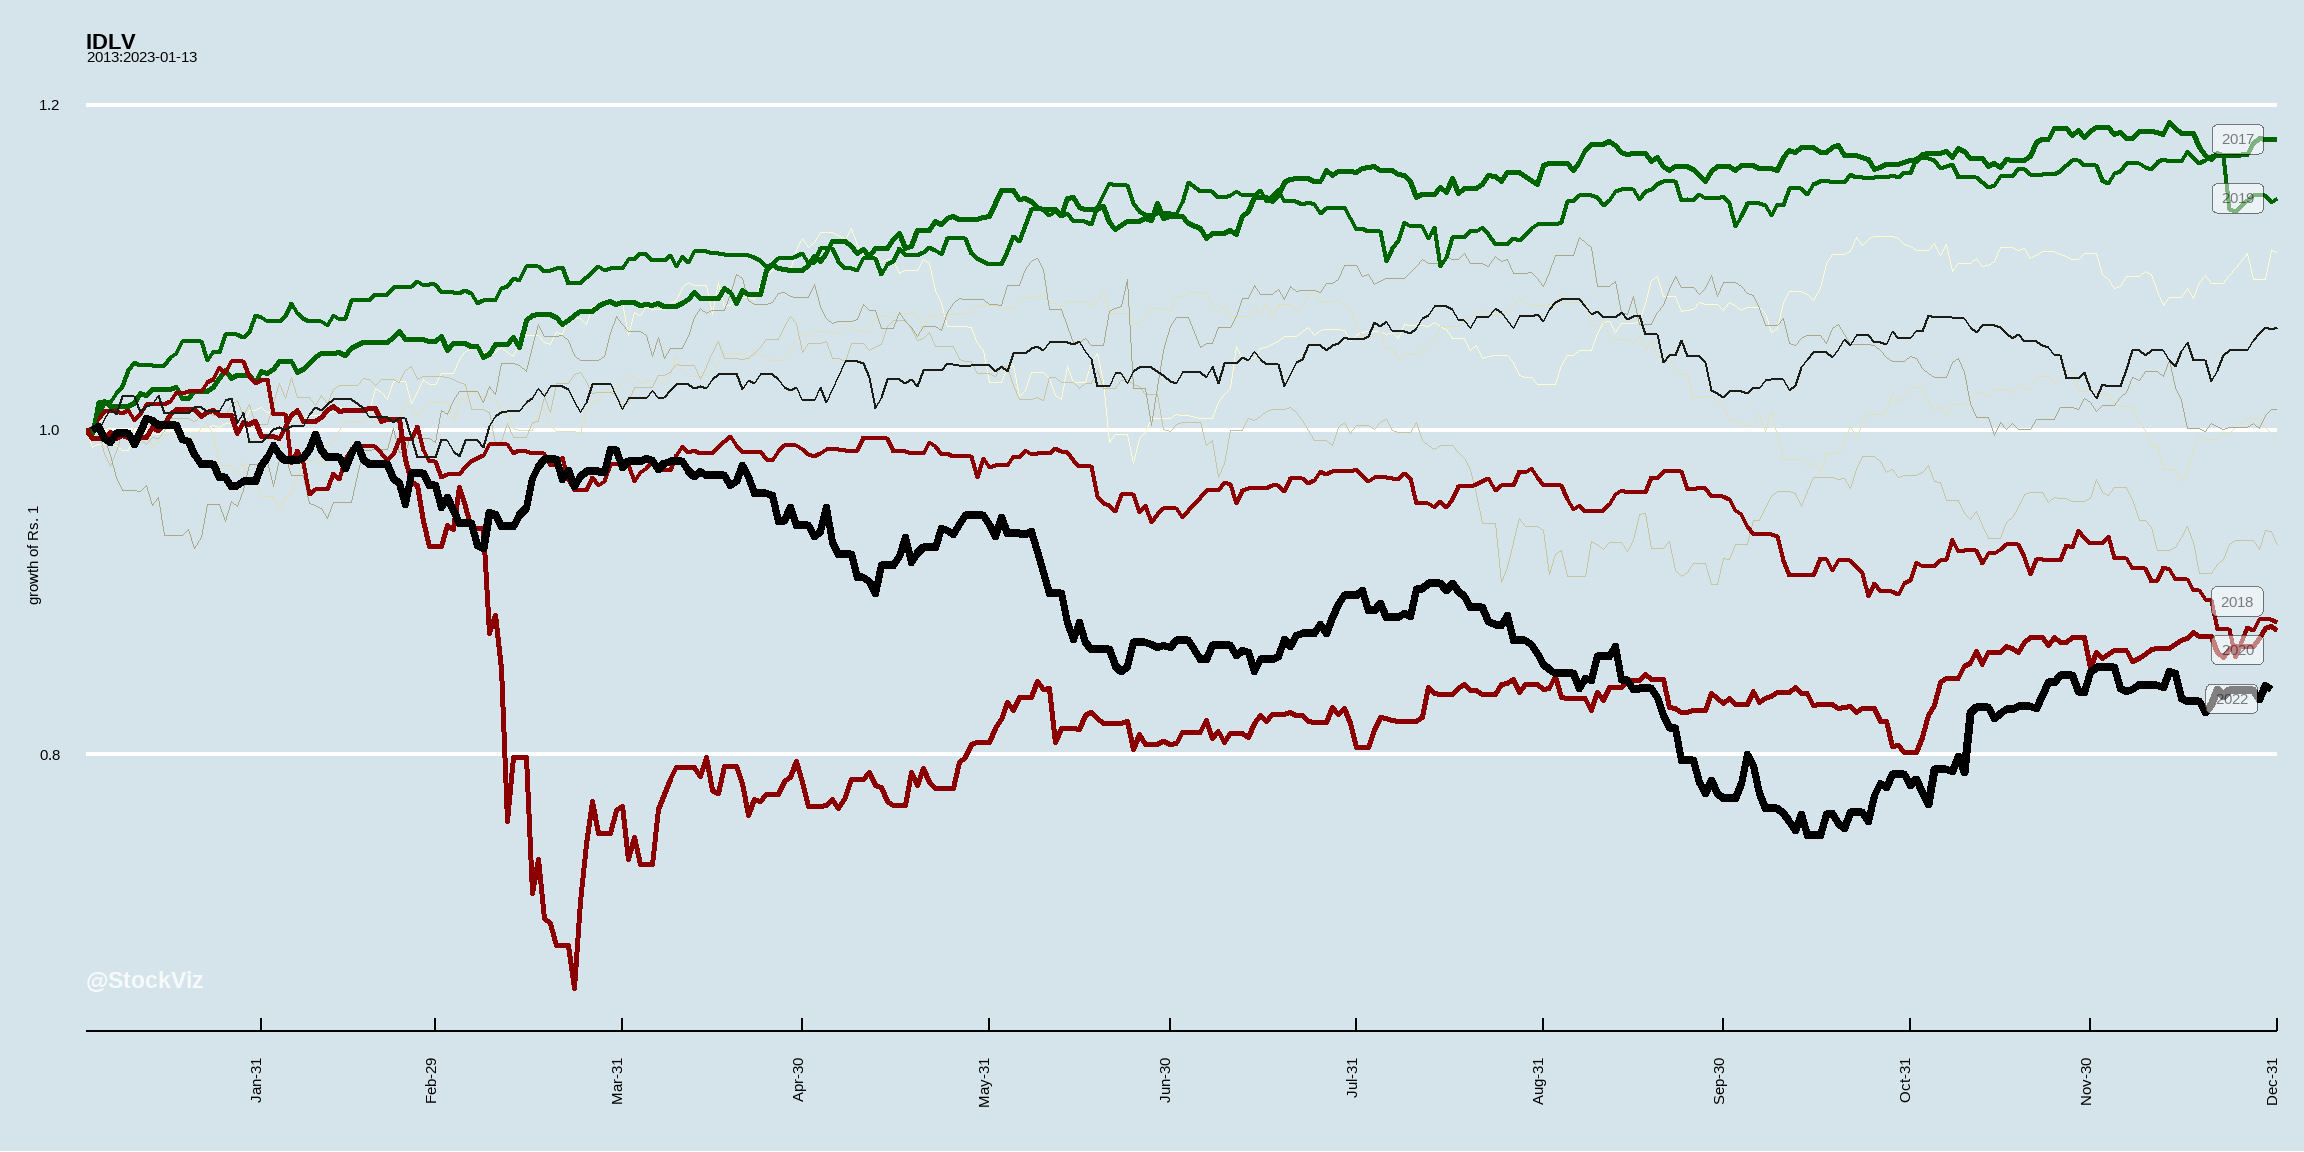 IDLV
2013:2023-01-13
1.2
1.0
0.8
growth of Rs. 1
2017
2019
2018
2020
2022
@StockViz
Jan-31
Feb-29
Mar-31
Apr-30
May-31
Jun-30
Jul-31
Aug-31
Sep-30
Oct-31
Nov-30
Dec-31